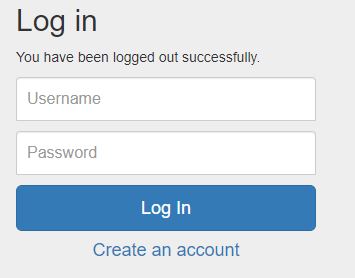 Log in
You have been logged out successfully.
Username
Password
Log In
Create an account